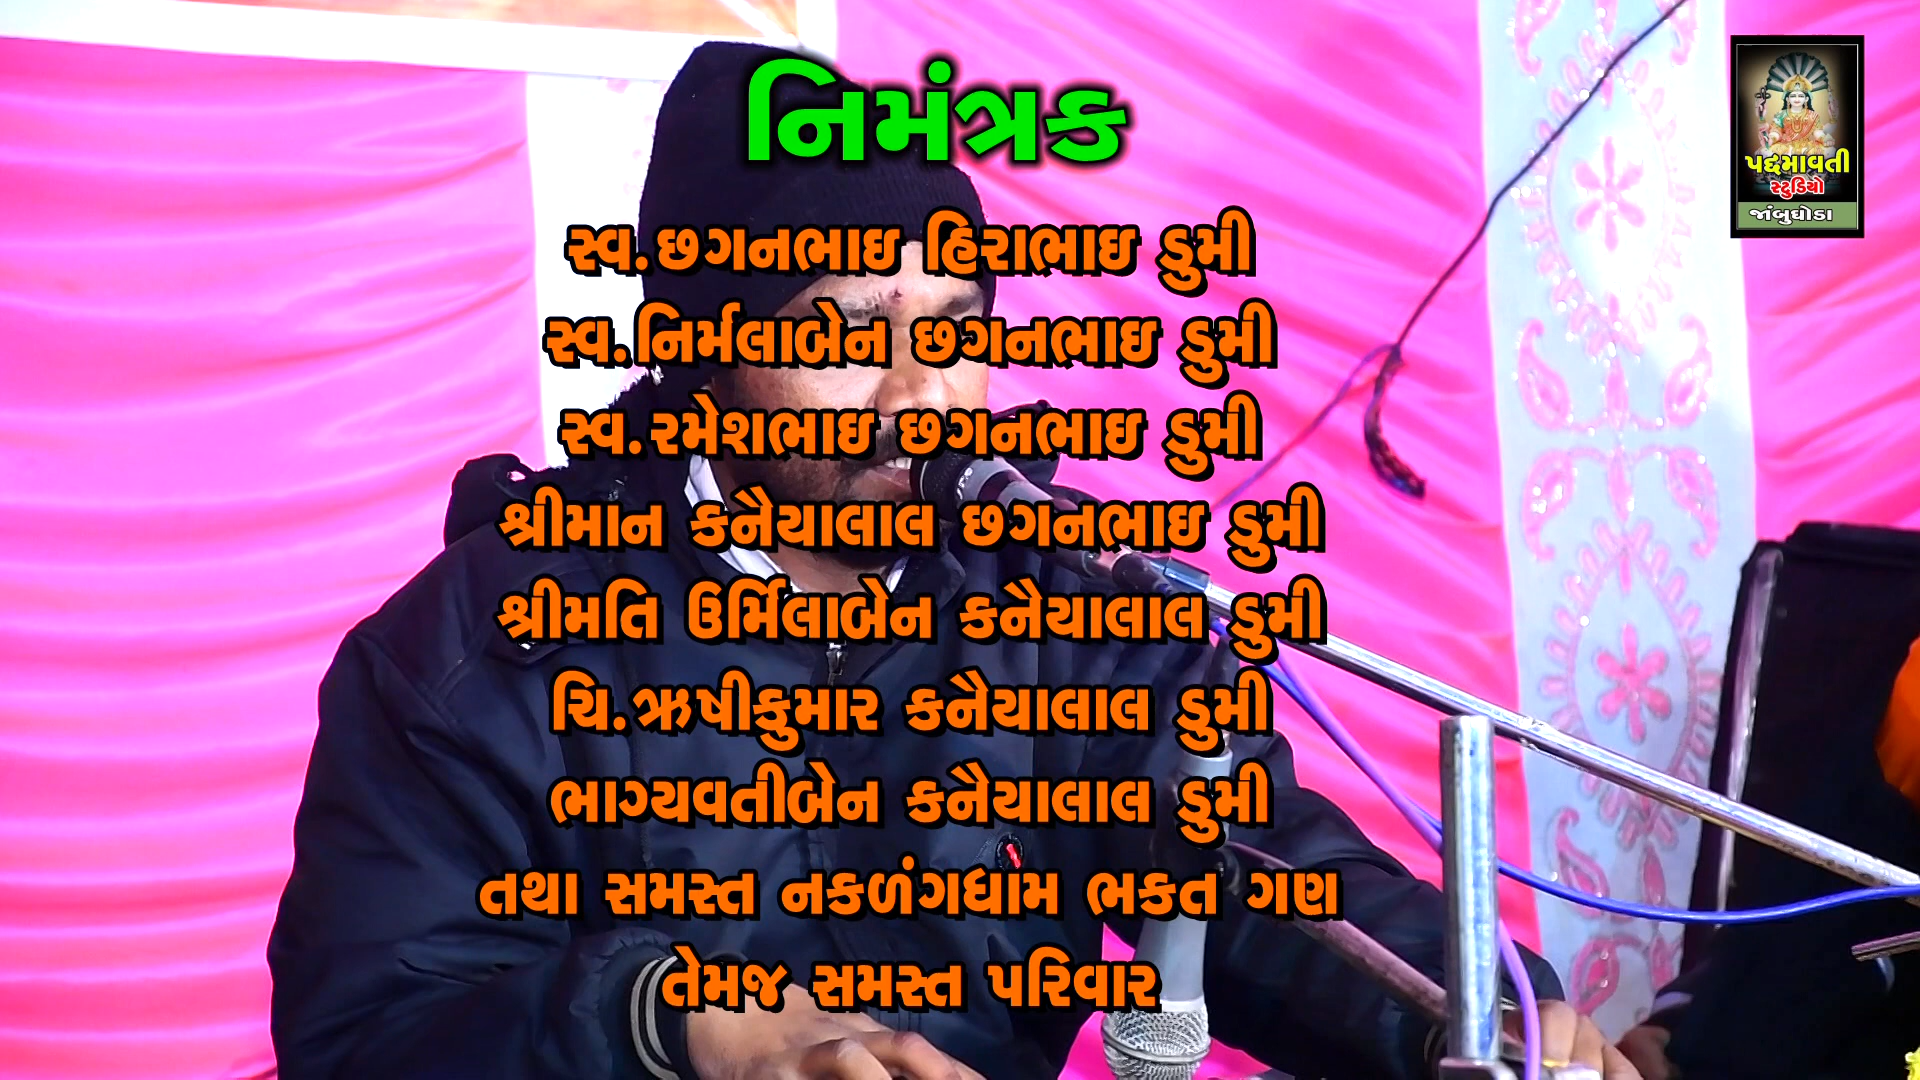 નિમંત્રક
સ્વ.છગનભાઇ હિરાભાઇ ડુમી
સ્વ.નિર્મલાબેન છગનભાઇ ડુમી
સ્વ.રમેશભાઇ છગનભાઇ ડુમી
શ્રીમાન કનૈયાલાલ છગનભાઇ ડુમી
શ્રીમતિ ઉર્મિલાબેન કનૈયાલાલ ડુમી
ચિ.ઋષીકુમાર કનૈયાલાલ ડુમી
ભાગ્યવતીબેન કનૈયાલાલ ડુમી
તથા સમસ્ત નકળંગધામ ભકત ગણ
તેમજ સમસ્ત પરિવાર
પદ્દમાવતી
સ્ટુડિયો
જાંબુઘોડા